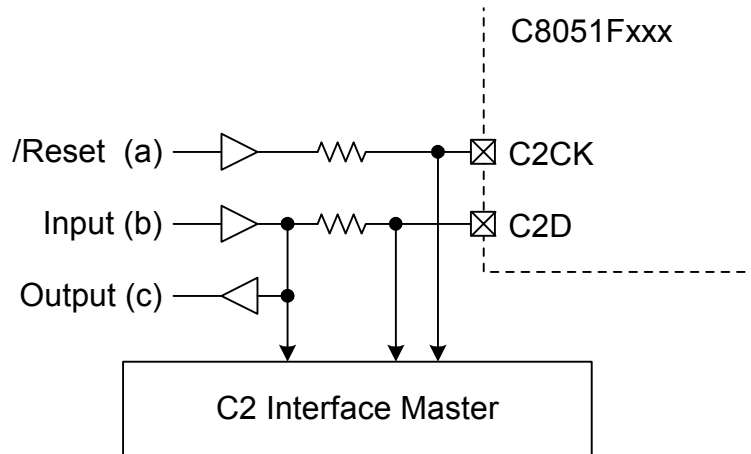 C8051Fxxx
/Reset (a)
C2CK
Input (b)
C2D
Output (c)
C2 Interface Master